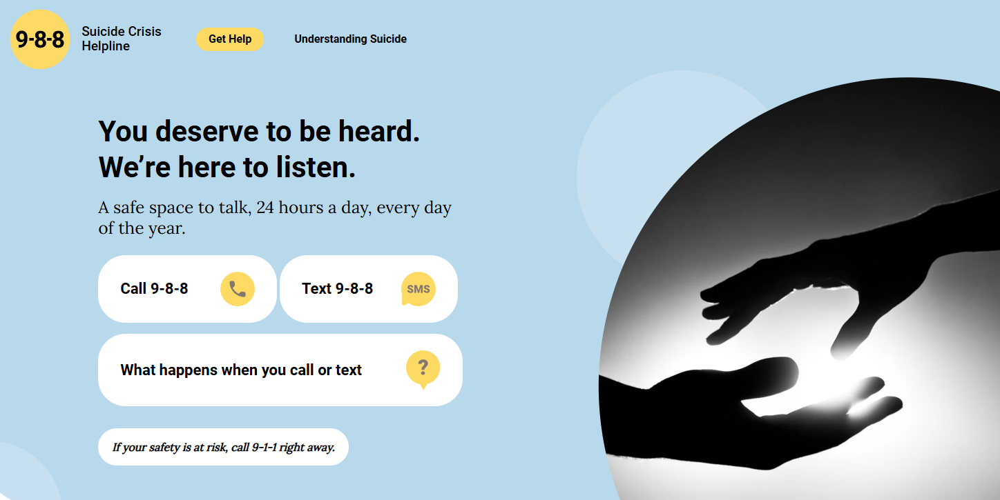 9-8-8
Suicide Crisis
Helpline
Get Help
Understanding Suicide
You deserve to be heard.
We’re here to listen.
A safe space to talk, 24 hours a day, every day
of the year.
Call 9-8-8
Text 9-8-8
SMS
What happens when you call or text
?
If your safety is at risk, call 9-1-1 right away.